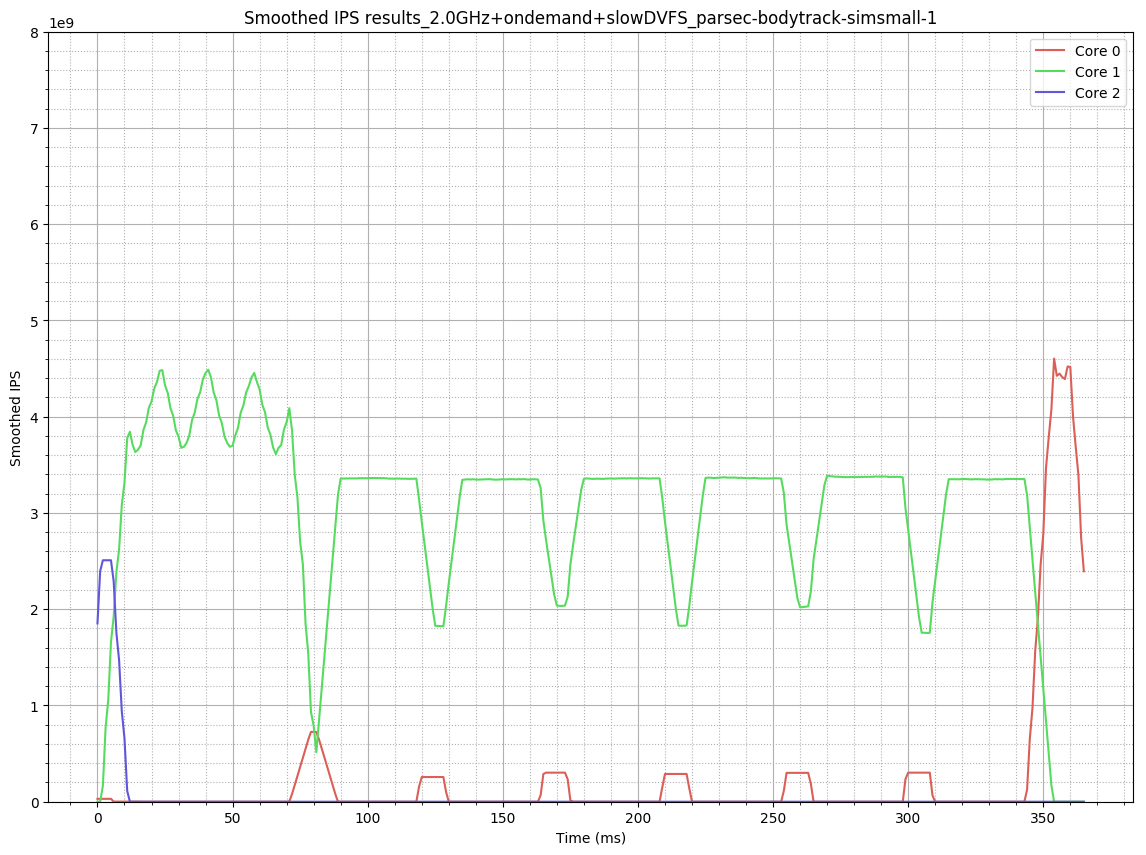 Smoothed IPS results_2.0GHz+ondemand+slowDVFS_parsec-bodytrack-simsmall-1
1e9
8
7
6
5
4
3
2
1
0
Smoothed IPS
Core 0
Core 1
Core 2
0 50 100 150 200 250 300 350
Time (ms)